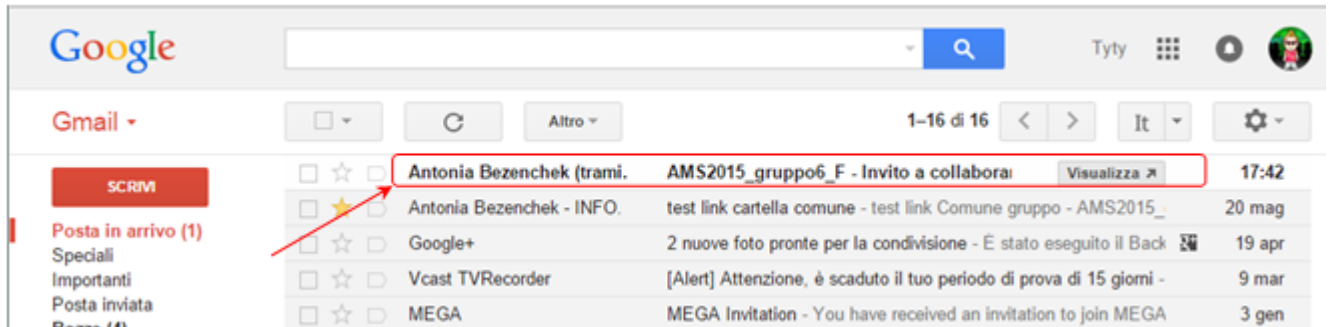 Google
Tyty
Gmail
Altro
1–16 di 16
It
SCRIVI
Posta in arrivo (1)
Speciali
Importanti
Posta inviata
Antonia Bezenchek (trami. AMS2015_gruppo6_F - Invito a collaborar Visualizza 17:42
Antonia Bezenchek - INFO. test link cartella comune - test link Comune gruppo - AMS2015_ 20 mag
Google+ 2 nuove foto pronte per la condivisione - È stato eseguito il Back 19 apr
Vcast TVRecorder [Alert] Attenzione, è scaduto il tuo periodo di prova di 15 giorni - 9 mar
MEGA MEGA Invitation - You have received an invitation to join MEGA 3 gen